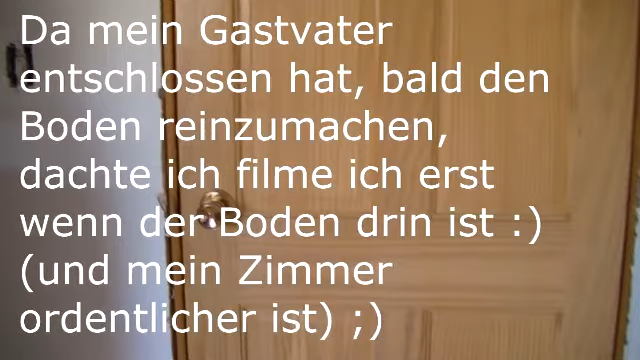 Da mein Gastvater
entschlossen hat, bald den
Boden reinzumachen,
dachte ich filme ich erst
wenn der Boden drin ist :)
(und mein Zimmer
ordentlicher ist) ;)